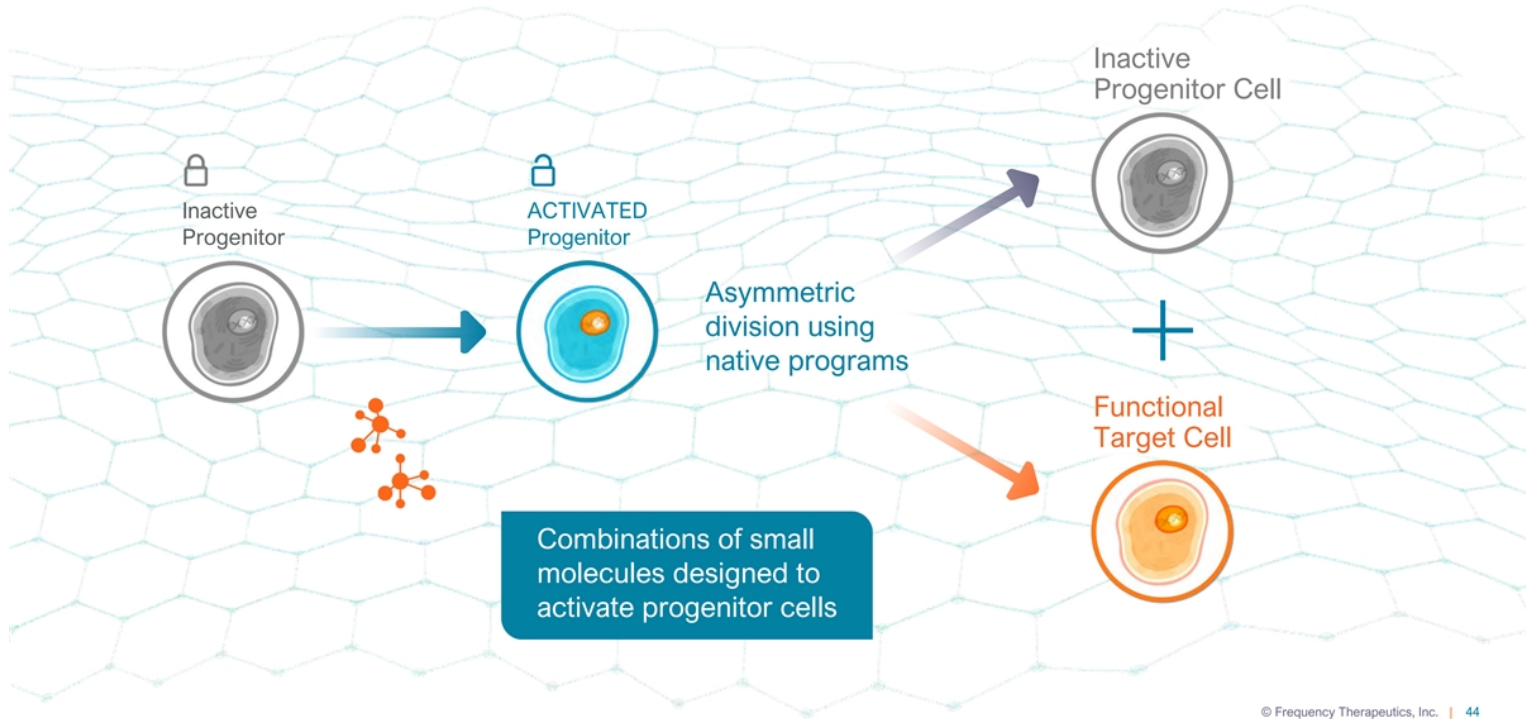 Inactive
Progenitor
ACTIVATED
Progenitor
Asymmetric
division using
native programs
Inactive
Progenitor Cell
Functional
Target Cell
Combinations of small
molecules designed to
activate progenitor cells
© Frequency Therapeutics, Inc. | 44